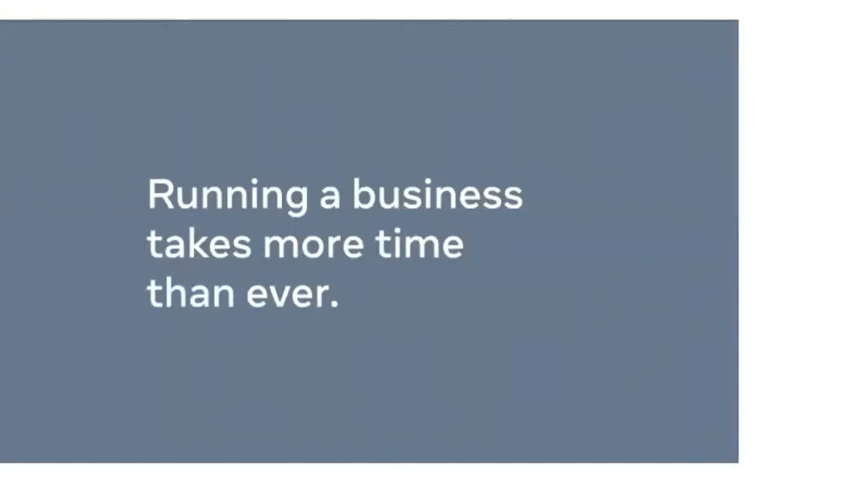 Running a business
takes more time
than ever.